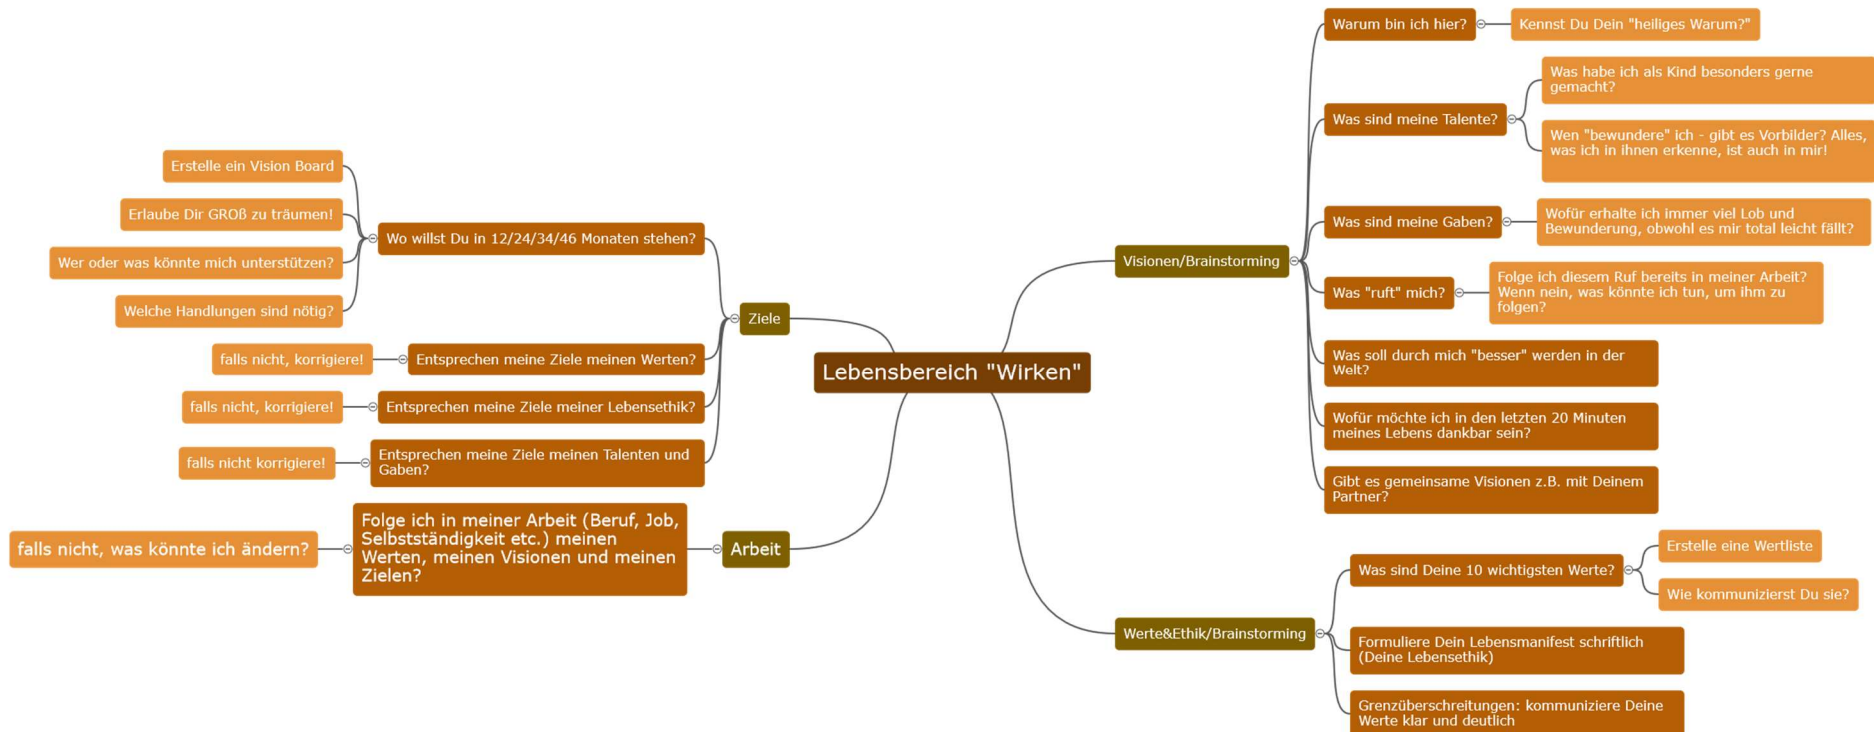 Lebensbereich "Wirken"
Visionen/Brainstorming
Warum bin ich hier?
Kennst Du Dein "heiliges Warum?"
Was sind meine Talente?
Was habe ich als Kind besonders gerne
gemacht?
Wen "bewundere" ich - gibt es Vorbilder? Alles,
was ich in ihnen erkenne, ist auch in mir!
Was sind meine Gaben?
Wofür erhalte ich immer viel Lob und
Bewunderung, obwohl es mir total leicht fällt?
Was "ruft" mich?
Folge ich diesem Ruf bereits in meiner Arbeit?
Wenn nein, was könnte ich tun, um ihm zu
folgen?
Was soll durch mich "besser" werden in der
Welt?
Wofür möchte ich in den letzten 20 Minuten
meines Lebens dankbar sein?
Gibt es gemeinsame Visionen z.B. mit Deinem
Partner?
Werte&Ethik/Brainstorming
Was sind Deine 10 wichtigsten Werte?
Erstelle eine Wertliste
Wie kommunizierst Du sie?
Formuliere Dein Lebensmanifest schriftlich
(Deine Lebensethik)
Grenzüberschreitungen: kommuniziere Deine
Werte klar und deutlich
Ziele
Wo willst Du in 12/24/34/46 Monaten stehen?
Erstelle ein Vision Board
Erlaube Dir GROß zu träumen!
Wer oder was könnte mich unterstützen?
Welche Handlungen sind nötig?
Entsprechen meine Ziele meinen Werten?
falls nicht, korrigiere!
Entsprechen meine Ziele meiner Lebensethik?
falls nicht, korrigiere!
Entsprechen meine Ziele meinen Talenten und
Gaben?
falls nicht korrigiere!
Arbeit
Folge ich in meiner Arbeit (Beruf, Job,
Selbstständigkeit etc.) meinen
Werten, meinen Visionen und meinen
Zielen?
falls nicht, was könnte ich ändern?